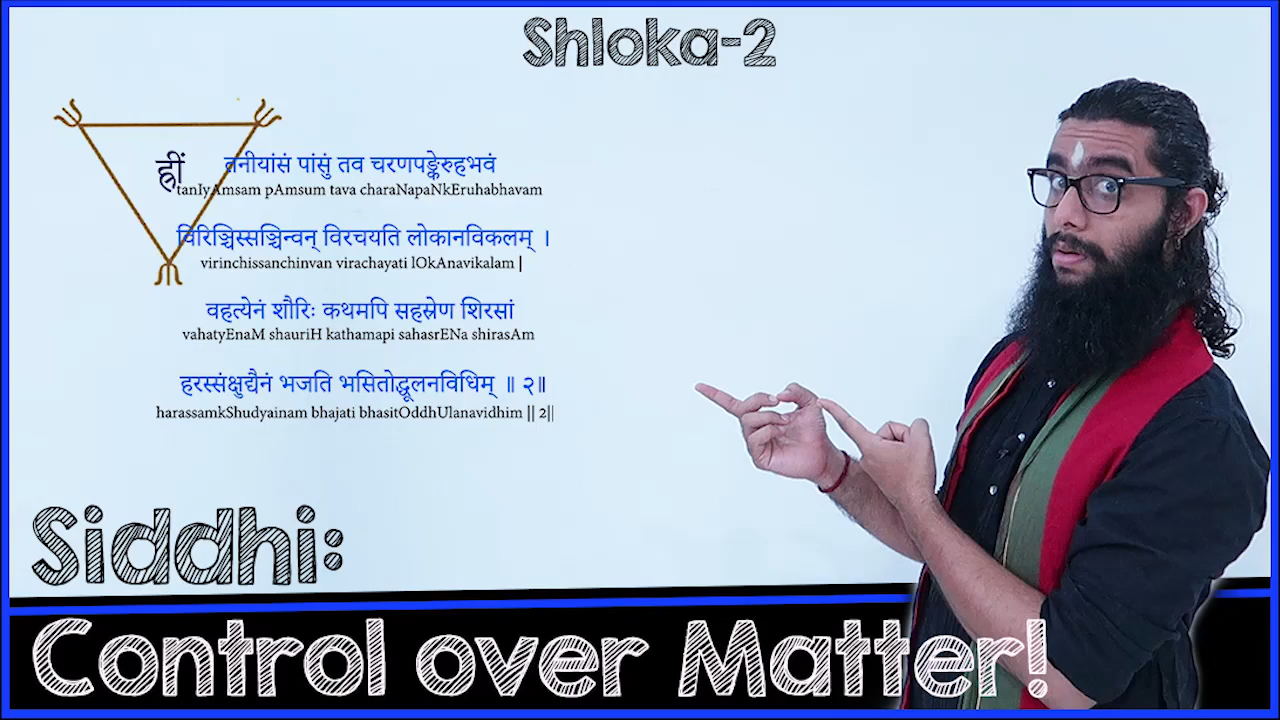 Shloka-2
ह्रीं
तनीयांसं पांसुं तव चरणपङ्केरुहभवं
tanIyAmsam pAmsum tava charaNapaNkEruhabhavam
विरिञ्चिस्सञ्चिन्वन् विरचयति लोकानविकलम् ।
virinchissanchinvan virachayati lOkAnavikalam |
वहत्येनं शौरिः कथमपि सहस्रेण शिरसां
vahatyEnaM shauriH kathamapi sahasrENa shirasAm
हरस्संक्षुद्यैनं भजति भसितोद्धूलनविधिम् ॥ २॥
harassamkShudyainam bhajati bhasitOddhUlanavidhim || 2||
Siddhi:
Control over Matter!